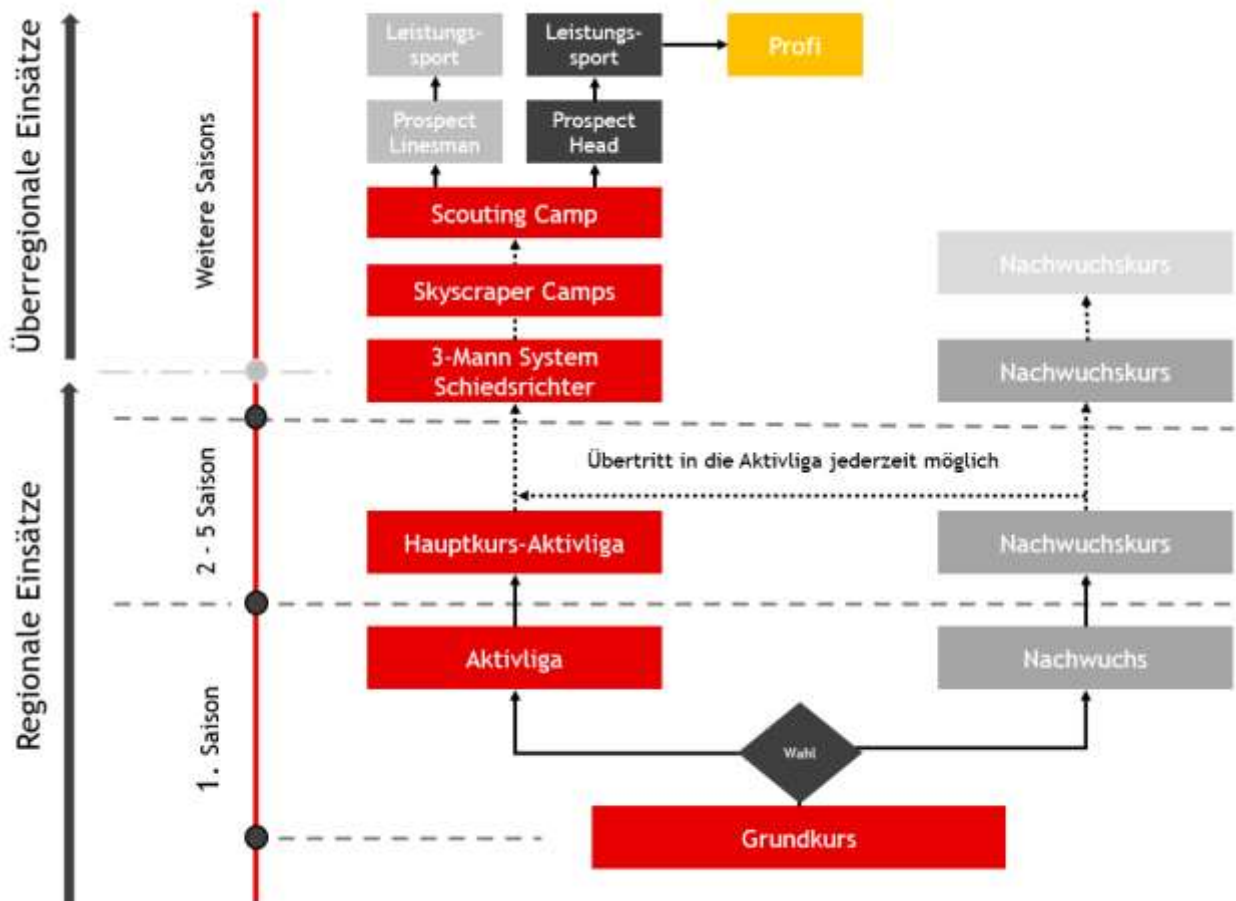 Überregionale Einsätze
Weitere Saisons
Leistungs-
sport
Leistungs-
sport
Profi
Prospect
Linesman
Prospect
Head
Scouting Camp
Skyscraper Camps
Nachwuchskurs
3-Mann System
Schiedsrichter
Nachwuchskurs
Regionale Einsätze
2 - 5 Saison
Übertritt in die Aktivliga jederzeit möglich
Hauptkurs-Aktivliga
Nachwuchskurs
1. Saison
Aktivliga
Nachwuchs
Wahl
Grundkurs